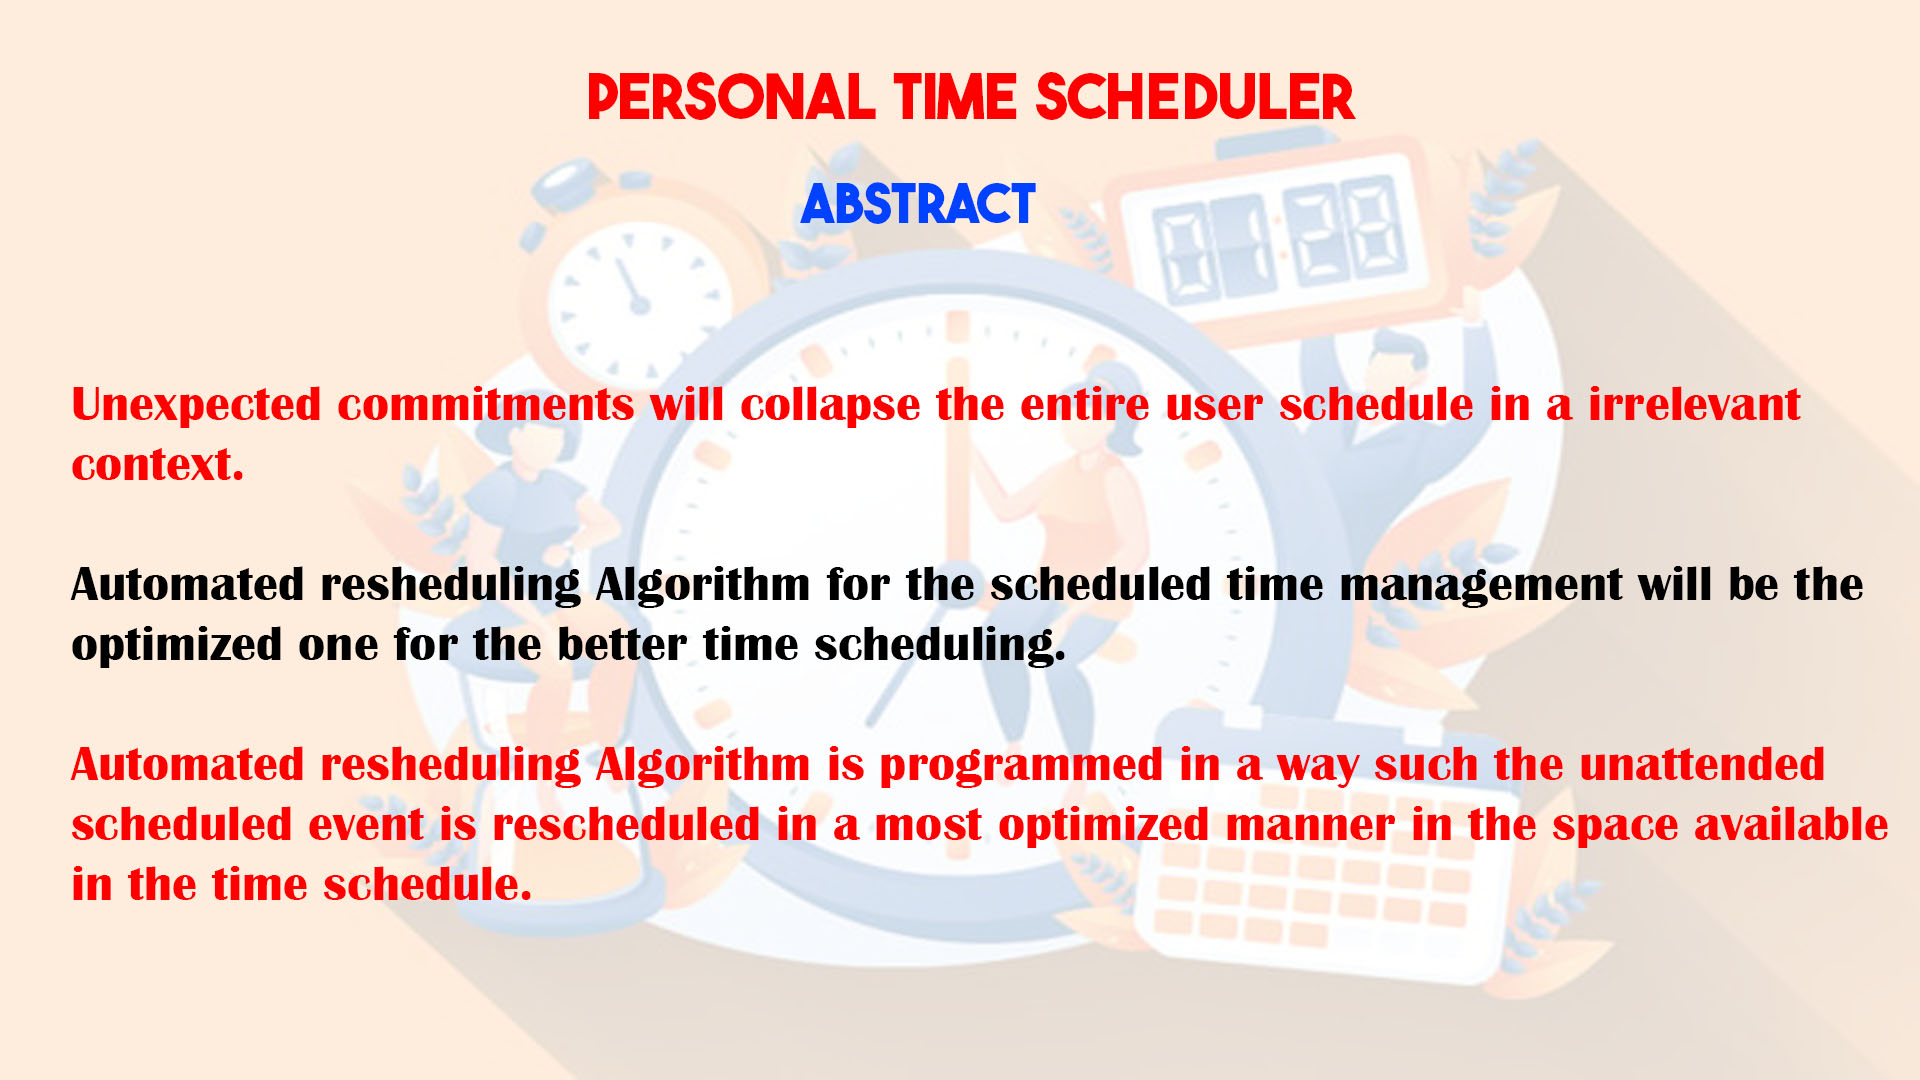 PERSONAL TIME SCHEDULER
ABSTRACT
Unexpected commitments will collapse the entire user schedule in a irrelevant
context.
Automated resheduling Algorithm for the scheduled time management will be the
optimized one for the better time scheduling.
Automated resheduling Algorithm is programmed in a way such the unattended
scheduled event is rescheduled in a most optimized manner in the space available
in the time schedule.